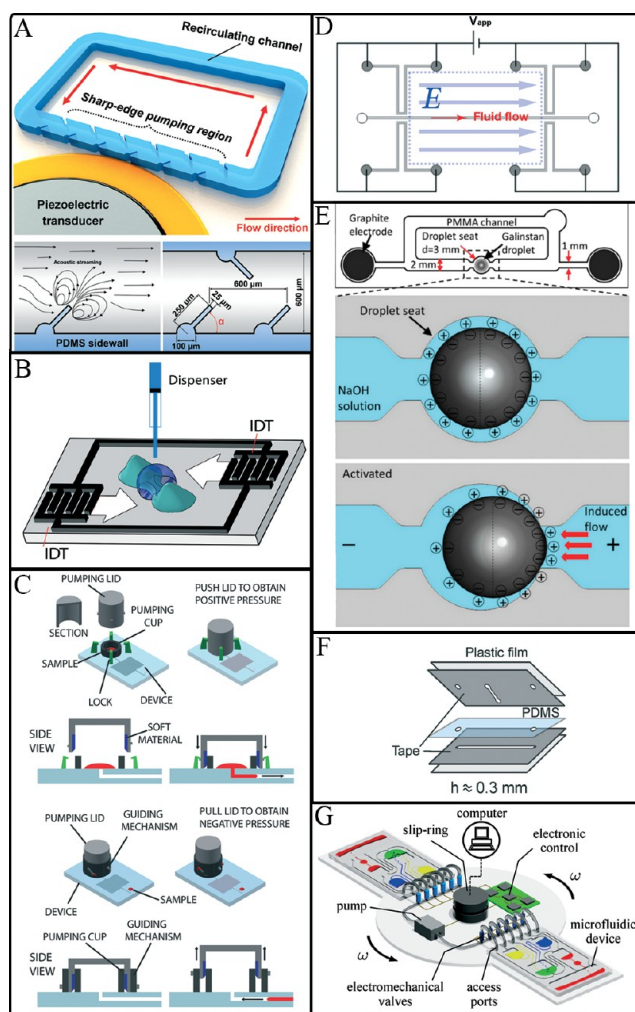 A
Recirculating channel
Sharp-edge pumping region
Piezoelectric
transducer
Flow direction
Acoustic streaming
PDMS sidewall
250 μm
25 μm
100 μm
α
600 μm
600 μm
B
Dispenser
IDT
IDT
C
PUMPING LID
SECTION
PUMPING
CUP
SAMPLE
LOCK
DEVICE
PUSH LID TO OBTAIN
POSITIVE PRESSURE
SIDE
VIEW
SOFT
MATERIAL
PUMPING LID
GUIDING
MECHANISM
DEVICE
SAMPLE
PULL LID TO OBTAIN
NEGATIVE PRESSURE
SIDE
VIEW
PUMPING CUP
GUIDING
MECHANISM
D
Vapp
E
Fluid flow
E
Graphite
electrode
PMMA channel
Droplet seat
d=3 mm
Galinstan
droplet
2 mm
1 mm
Droplet seat
NaOH
solution
Activated
Induced
flow
–
+
F
Plastic film
PDMS
Tape
h ≈ 0.3 mm
G
computer
slip-ring
electronic
control
pump
ω
ω
microfluidic
device
electromechanical
valves
access
ports